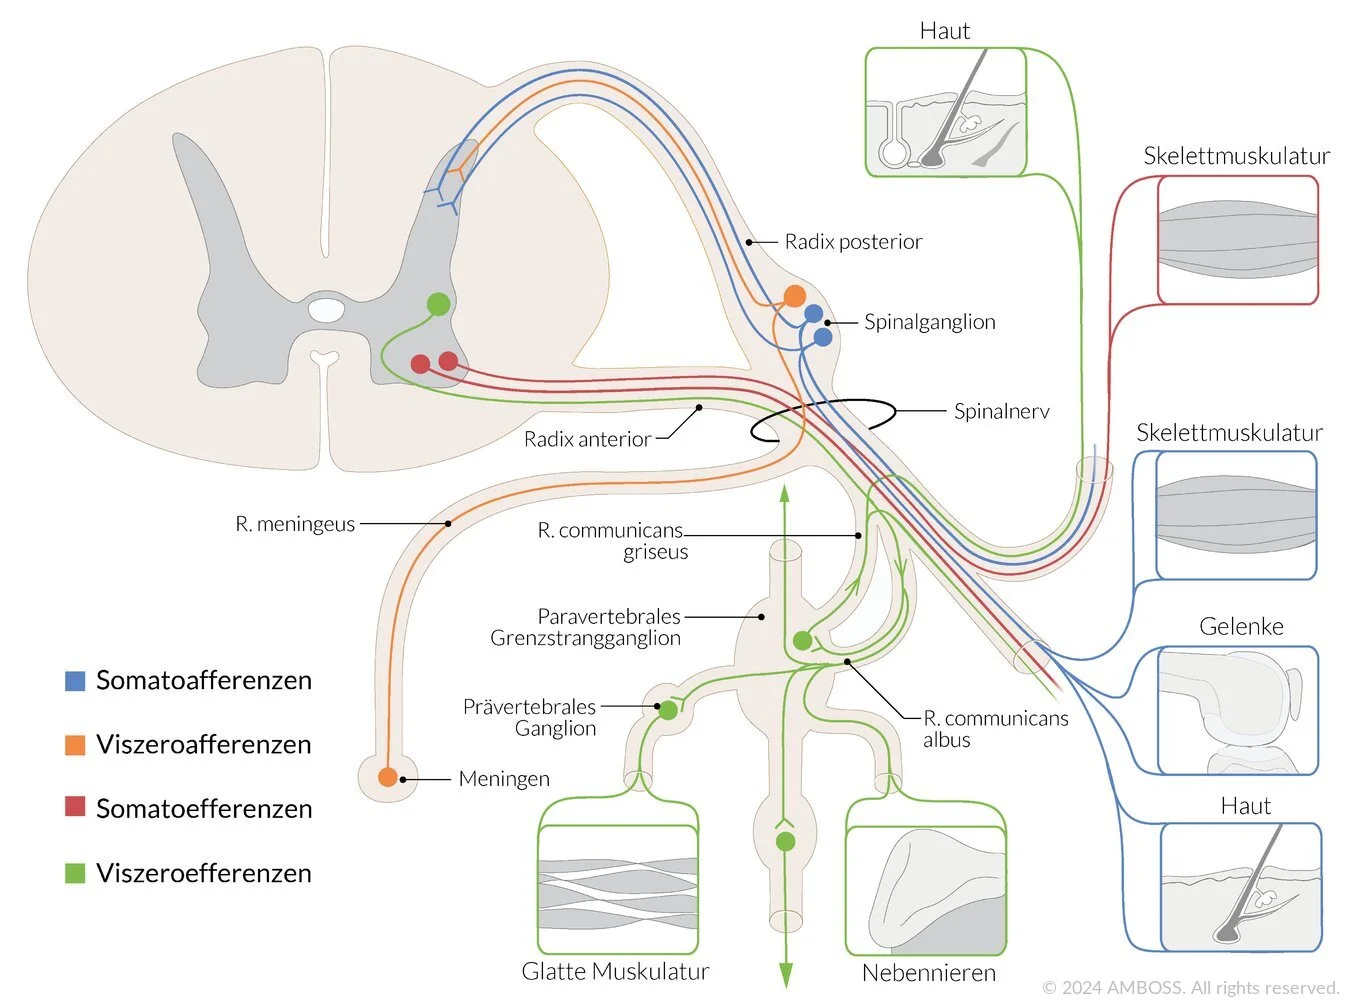 Haut
Skelettmuskulatur
Radix posterior
Spinalganglion
Spinalnerv
Radix anterior
Skelettmuskulatur
R. meningeus
R. communicans
griseus
Paravertebrales
Grenzstrangganglion
Gelenke
Somatoafferenzen
Viszeroafferenzen
Somatoefferenzen
Viszeroefferenzen
Prävertebrales
Ganglion
R. communicans
albus
Meningen
Haut
Glatte Muskulatur
Nebennieren
© 2024 AMBOSS. All rights reserved.